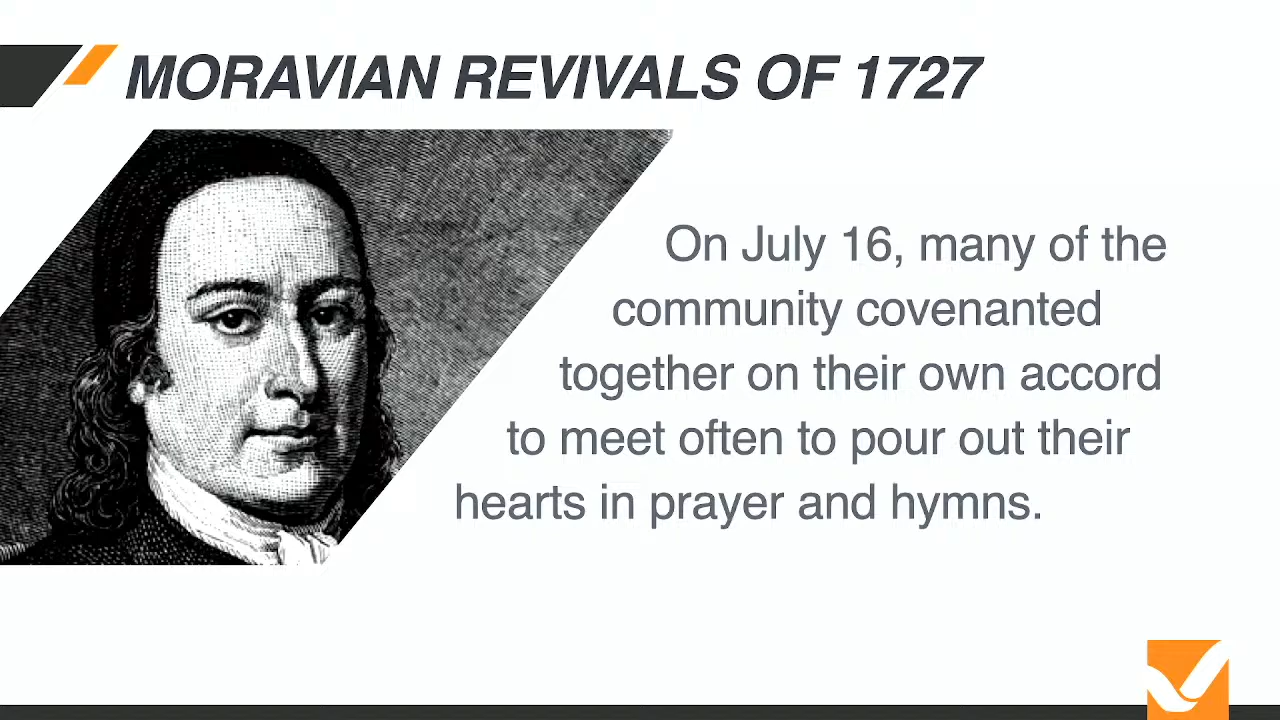 MORAVIAN REVIVALS OF 1727
On July 16, many of the
community covenanted
together on their own accord
to meet often to pour out their
hearts in prayer and hymns.